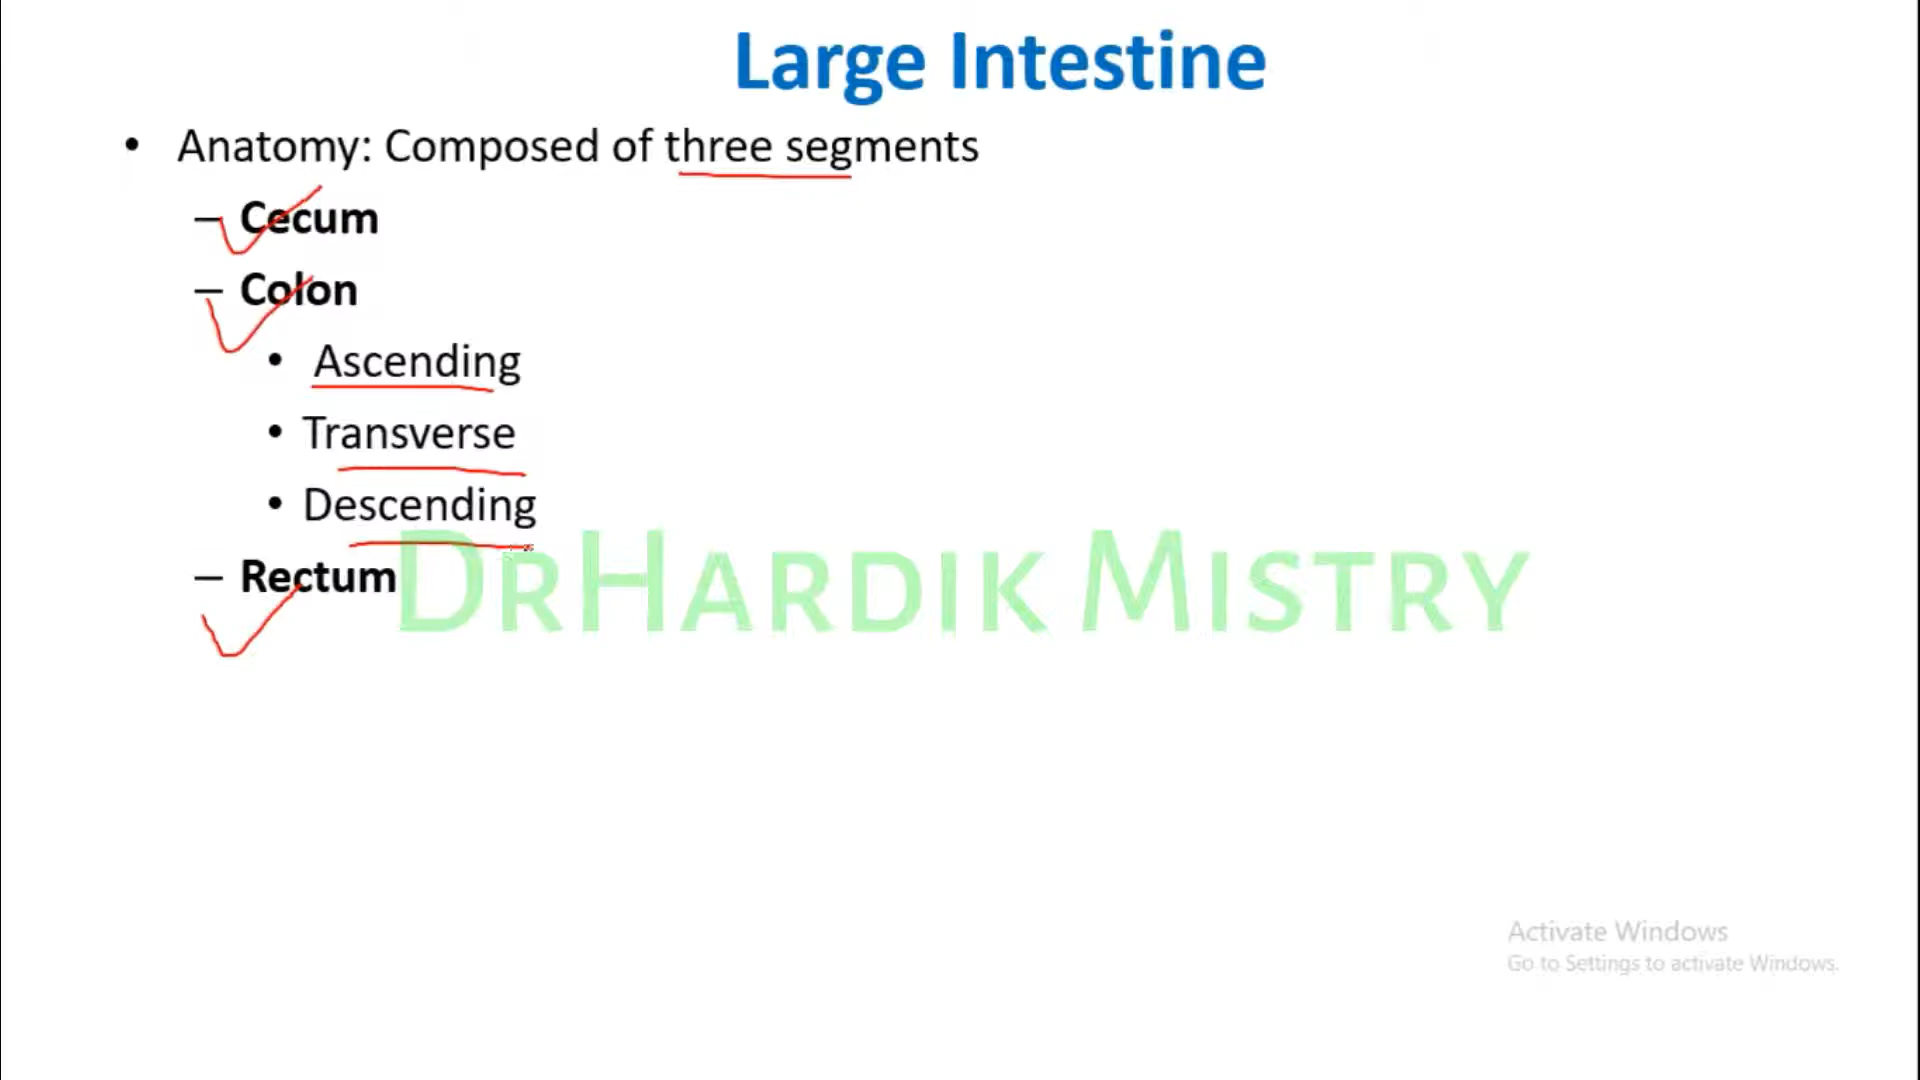 Large Intestine
• Anatomy: Composed of three segments
– Cecum
– Colon
• Ascending
• Transverse
• Descending
– Rectum
DRHARDIK MISTRY
Activate Windows
Go to Settings to activate Windows.